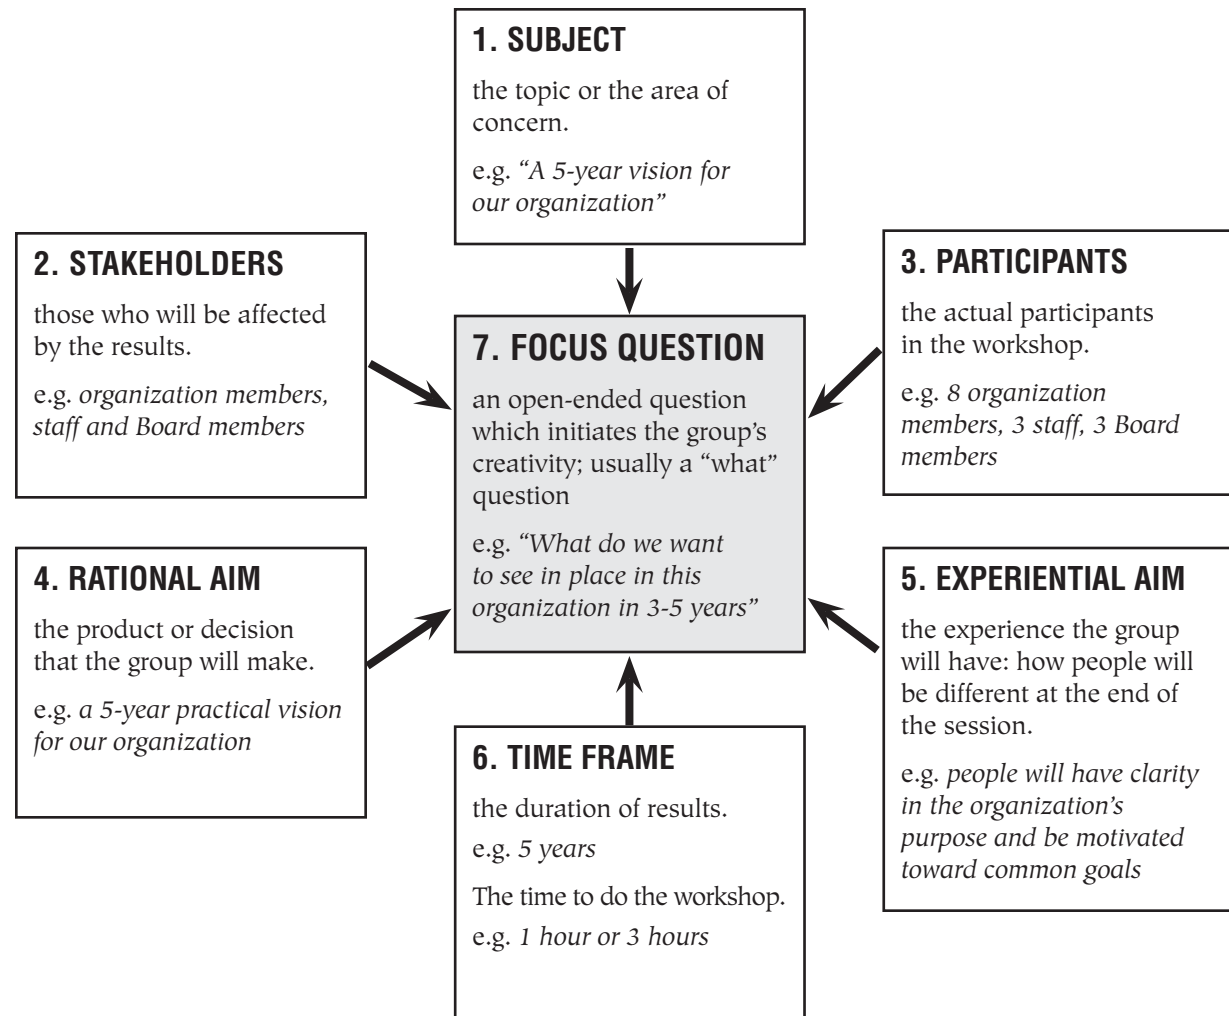 1. SUBJECT
the topic or the area of
concern.
e.g. “A 5-year vision for
our organization”
2. STAKEHOLDERS
those who will be affected
by the results.
e.g. organization members,
staff and Board members
3. PARTICIPANTS
the actual participants
in the workshop.
e.g. 8 organization
members, 3 staff, 3 Board
members
7. FOCUS QUESTION
an open-ended question
which initiates the group’s
creativity; usually a “what”
question
e.g. “What do we want
to see in place in this
organization in 3-5 years”
4. RATIONAL AIM
the product or decision
that the group will make.
e.g. a 5-year practical vision
for our organization
5. EXPERIENTIAL AIM
the experience the group
will have: how people will
be different at the end of
the session.
e.g. people will have clarity
in the organization’s
purpose and be motivated
toward common goals
6. TIME FRAME
the duration of results.
e.g. 5 years
The time to do the workshop.
e.g. 1 hour or 3 hours